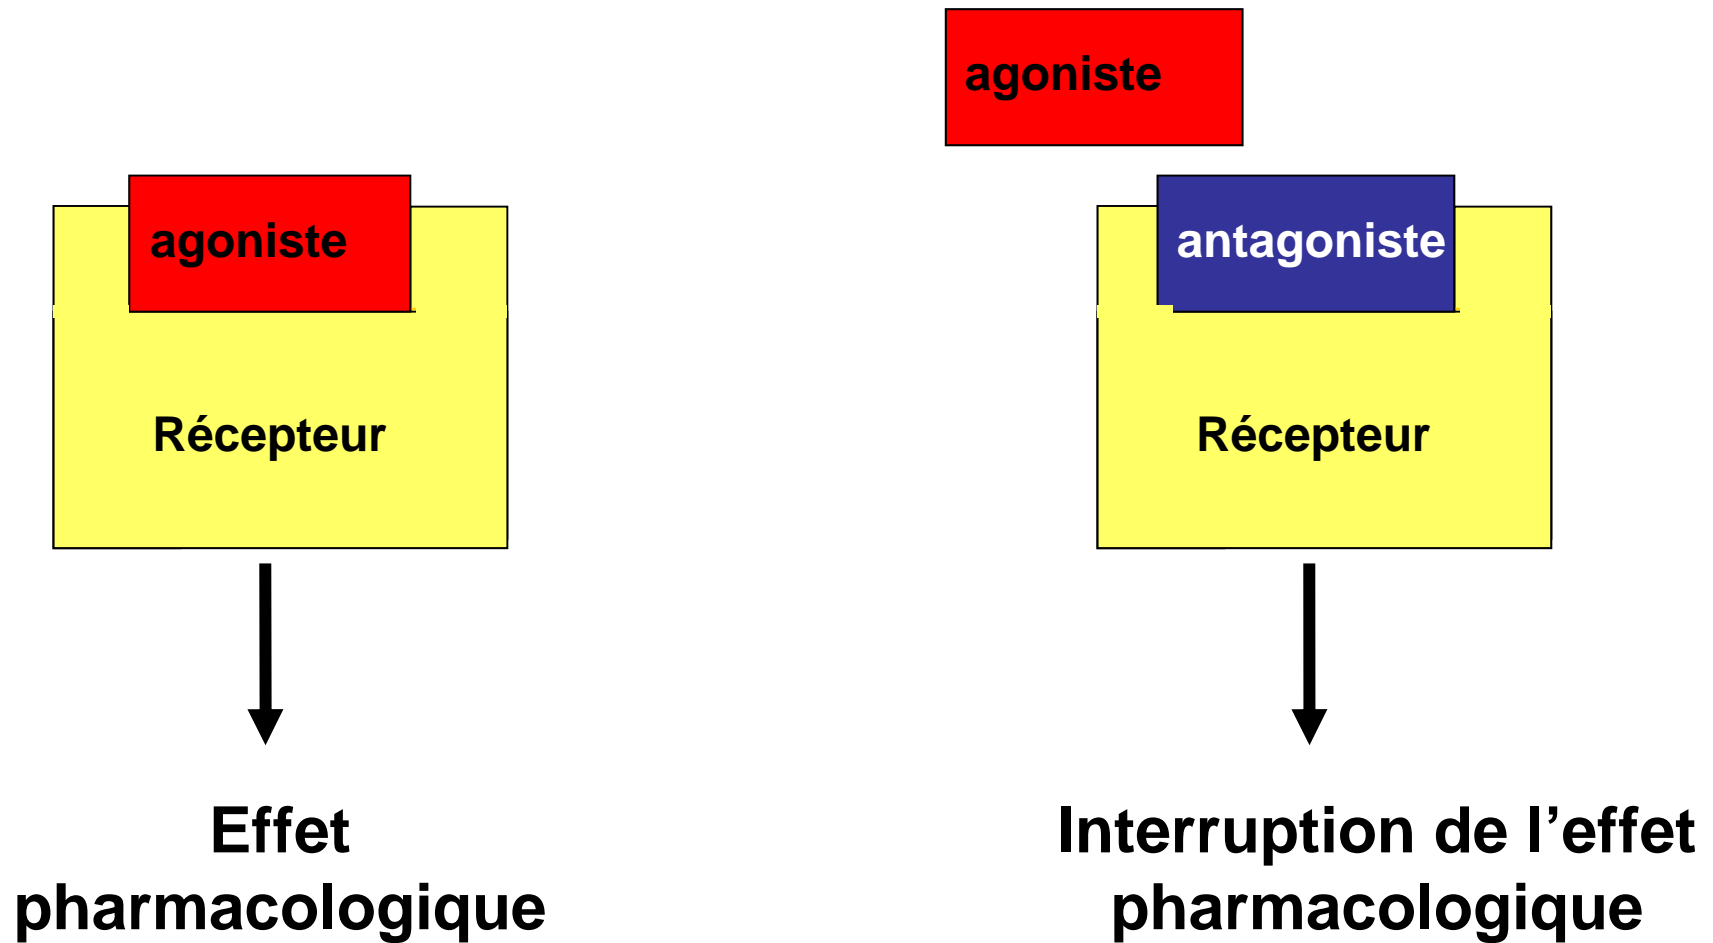 agoniste
Récepteur
Effet
pharmacologique
agoniste
antagoniste
Récepteur
Interruption de l’effet
pharmacologique